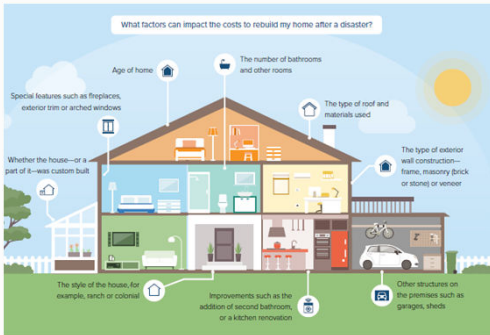 What factors can impact the costs to rebuild my home after a disaster?
Age of home
The number of bathrooms
and other rooms
Special features such as fireplaces,
exterior trim or arched windows
The type of roof and
materials used
Whether the house—or a
part of it—was custom built
The type of exterior
wall construction—
frame, masonry (brick
or stone) or veneer
The style of the house, for
example, ranch or colonial
Improvements such as the
addition of second bathroom,
or a kitchen renovation
Other structures on
the premises such as
garages, sheds